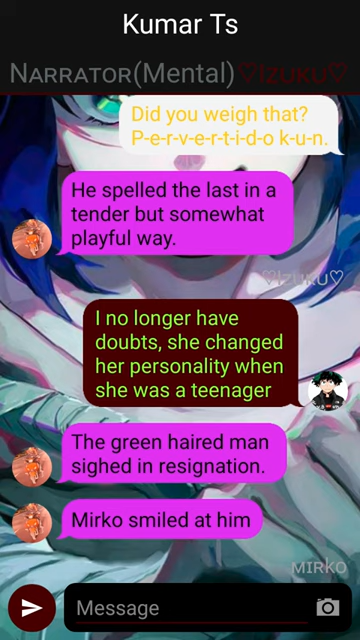 Kumar Ts
Narrator(Mental)♡Izuku♡
Did you weigh that?
P-e-r-v-e-r-t-i-d-o k-u-n.
He spelled the last in a
tender but somewhat
playful way.
♡Izuku♡
I no longer have
doubts, she changed
her personality when
she was a teenager
The green haired man
sighed in resignation.
Mirko smiled at him
Mirko
Message